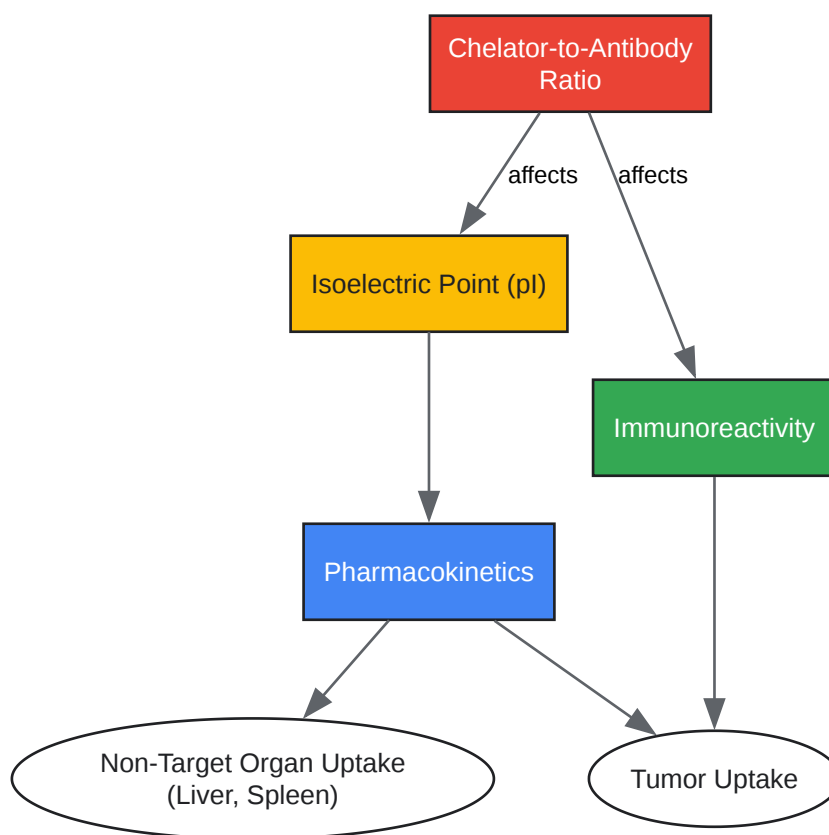 Chelator-to-Antibody
Ratio
affects
affects
Isoelectric Point (pI)
Immunoreactivity
Pharmacokinetics
Non-Target Organ Uptake
(Liver, Spleen)
Tumor Uptake